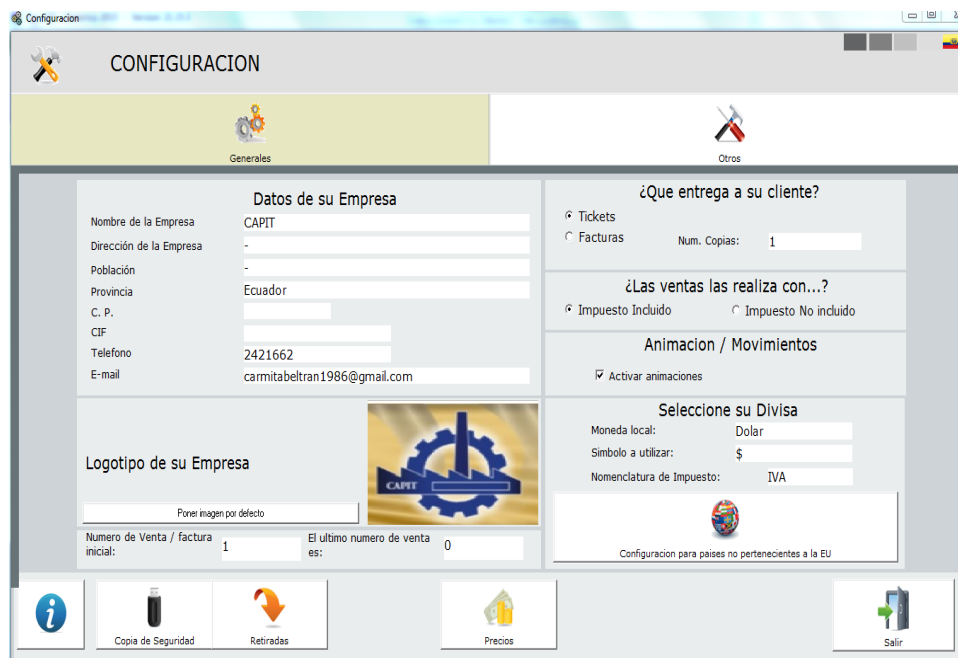 Configuracion
CONFIGURACION
Generales
Otros
Datos de su Empresa
Nombre de la Empresa CAPIT
Dirección de la Empresa -
Población -
Provincia Ecuador
C. P.
CIF
Telefono 2421662
E-mail carmitabeltran1986@gmail.com
Logotipo de su Empresa
CAPIT
Poner imagen por defecto
Numero de Venta / factura
inicial: 1
El ultimo numero de venta
es: 0
¿Que entrega a su cliente?
Tickets
Facturas
Num. Copias: 1
¿Las ventas las realiza con...?
Impuesto Incluido Impuesto No incluido
Animacion / Movimientos
Activar animaciones
Seleccione su Divisa
Moneda local: Dolar
Simbolo a utilizar: $
Nomenclatura de Impuesto: IVA
Configuracion para paises no pertenecientes a la EU
Copia de Seguridad
Retiradas
Precios
Salir